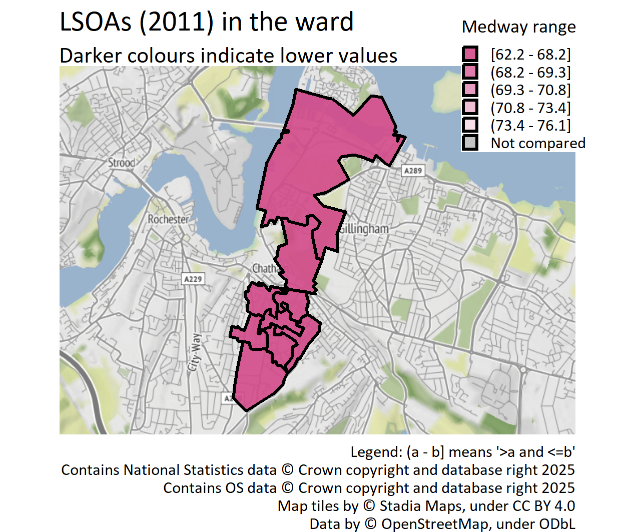 LSOAs (2011) in the ward
Darker colours indicate lower values
Medway range
[62.2 - 68.2]
(68.2 - 69.3]
(69.3 - 70.8]
(70.8 - 73.4]
(73.4 - 76.1]
Not compared
Strood
A289
Rochester
Gillingham
Chath
A229
City Way
A2
Legend: (a - b] means '>a and <=b'
Contains National Statistics data © Crown copyright and database right 2025
Contains OS data © Crown copyright and database right 2025
Map tiles by © Stadia Maps, under CC BY 4.0
Data by © OpenStreetMap, under ODbL